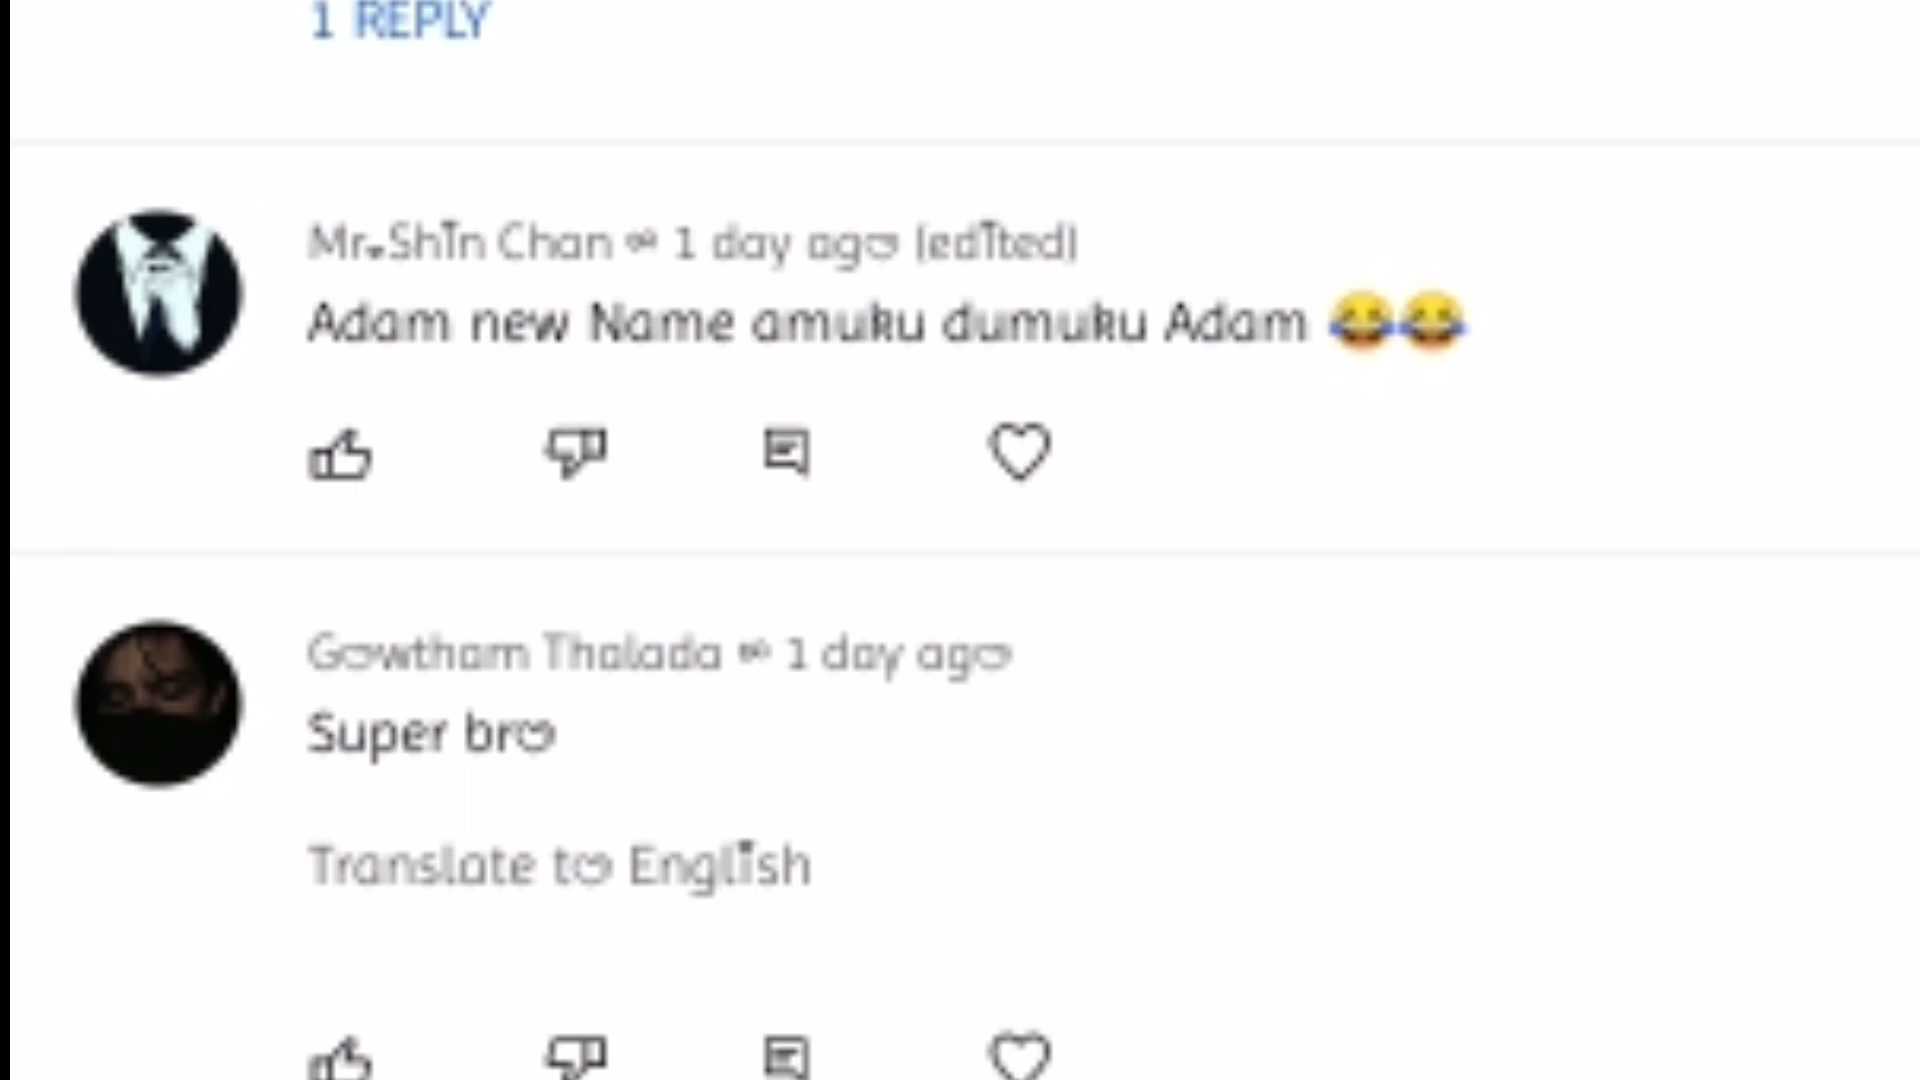 1 REPLY
Mr.Shin Chan • 1 day ago (edited)
Adam new Name amuku dumuku Adam 😂😂
Gowtham Thalada • 1 day ago
Super bro
Translate to English